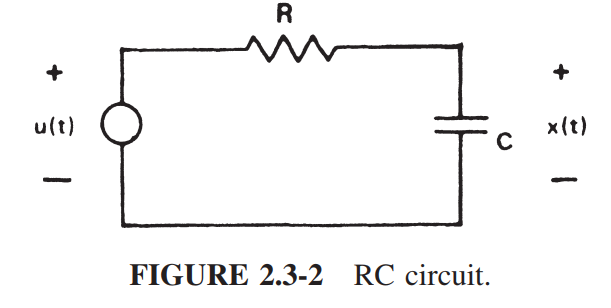 R
+ +
u(t) C x(t)
— —
FIGURE 2.3-2 RC circuit.